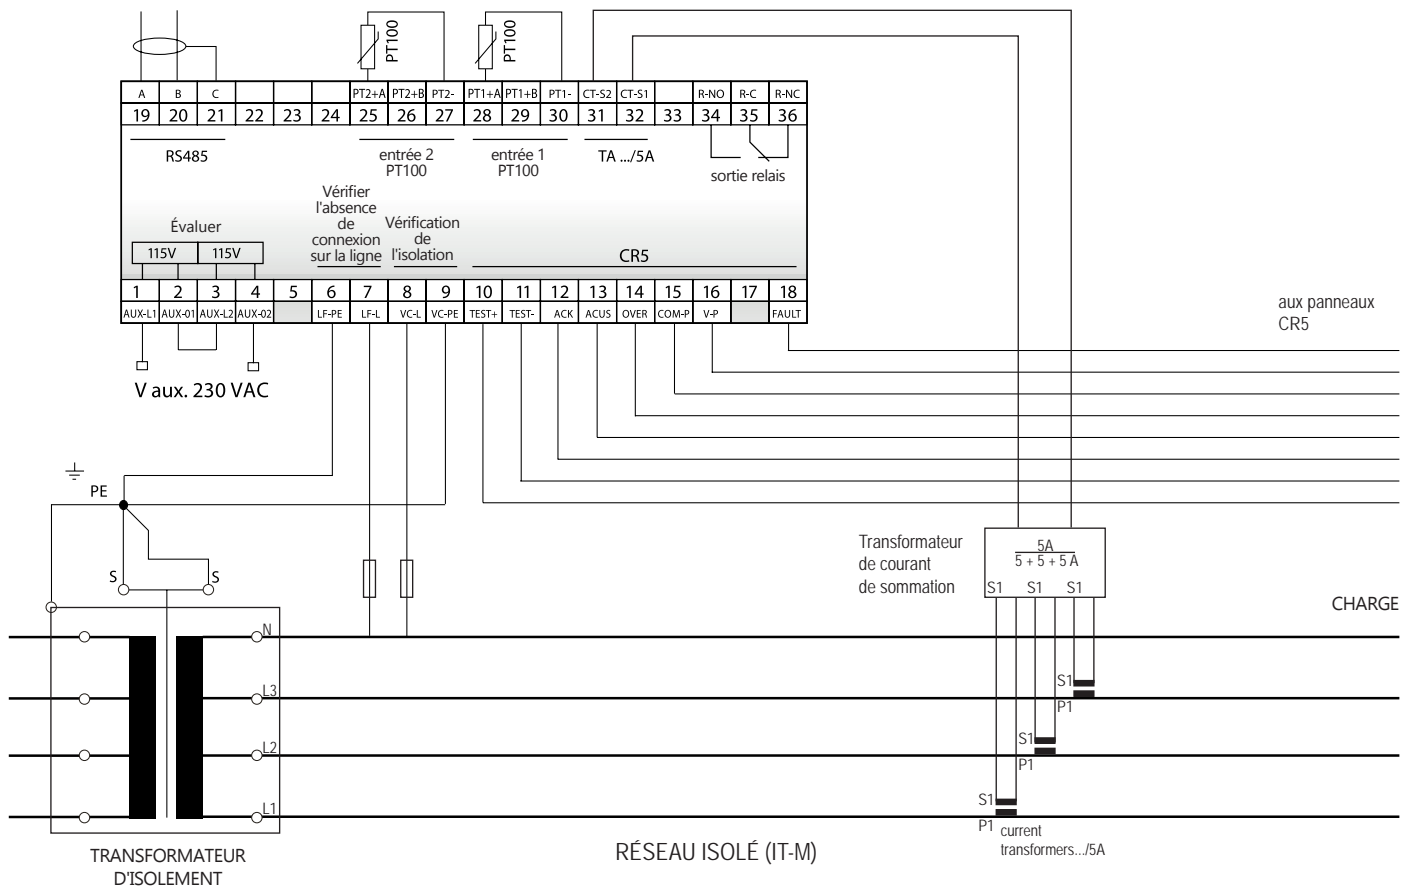 PT100
PT100
A B C PT2+A PT2+B PT2- PT1+A PT1+B PT1- CT-S2 CT-S1 R-NO R-C R-NC
19 20 21 22 23 24 25 26 27 28 29 30 31 32 33 34 35 36
RS485
entrée 2
PT100
entrée 1
PT100
TA .../5A
sortie relais
Vérifier
l'absence
de
connexion
sur la ligne
Vérification
de
l'isolation
Évaluer
115V 115V
CR5
1 2 3 4 5 6 7 8 9 10 11 12 13 14 15 16 17 18
AUX-L1 AUX-01 AUX-L2 AUX-02 LF-PE LF-L VC-L VC-PE TEST+ TEST- ACK ACUS OVER COM-P V-P FAULT
aux panneaux
CR5
V aux. 230 VAC
PE
S S
Transformateur
de courant
de sommation
5A
5 + 5 + 5 A
S1 S1 S1
CHARGE
N
L3
S1
P1
L2
S1
P1
L1
S1
P1
current
transformers.../5A
RÉSEAU ISOLÉ (IT-M)
TRANSFORMATEUR
D'ISOLEMENT